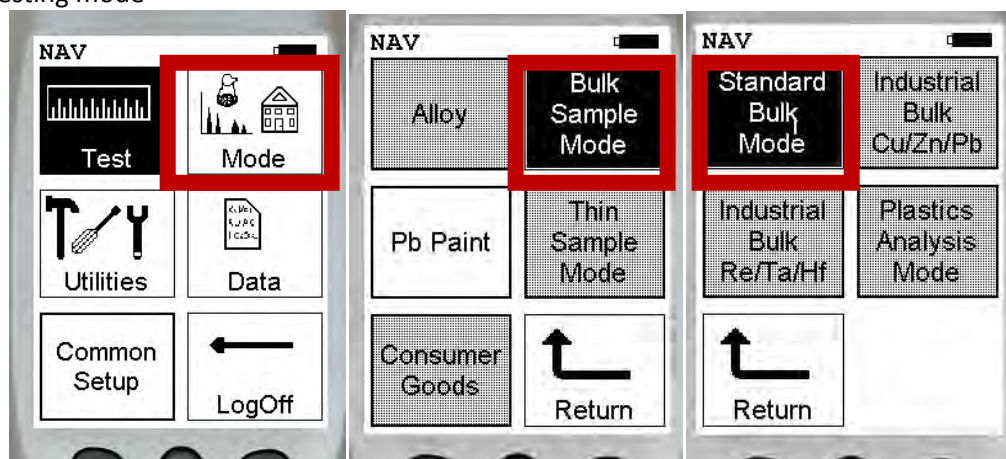 esting mode
NAV
Test
Mode
Utilities
Data
Common
Setup
LogOff
NAV
Alloy
Bulk
Sample
Mode
Pb Paint
Thin
Sample
Mode
Consumer
Goods
Return
NAV
Standard
Bulk
Mode
Industrial
Bulk
Cu/Zn/Pb
Industrial
Bulk
Re/Ta/Hf
Plastics
Analysis
Mode
Return